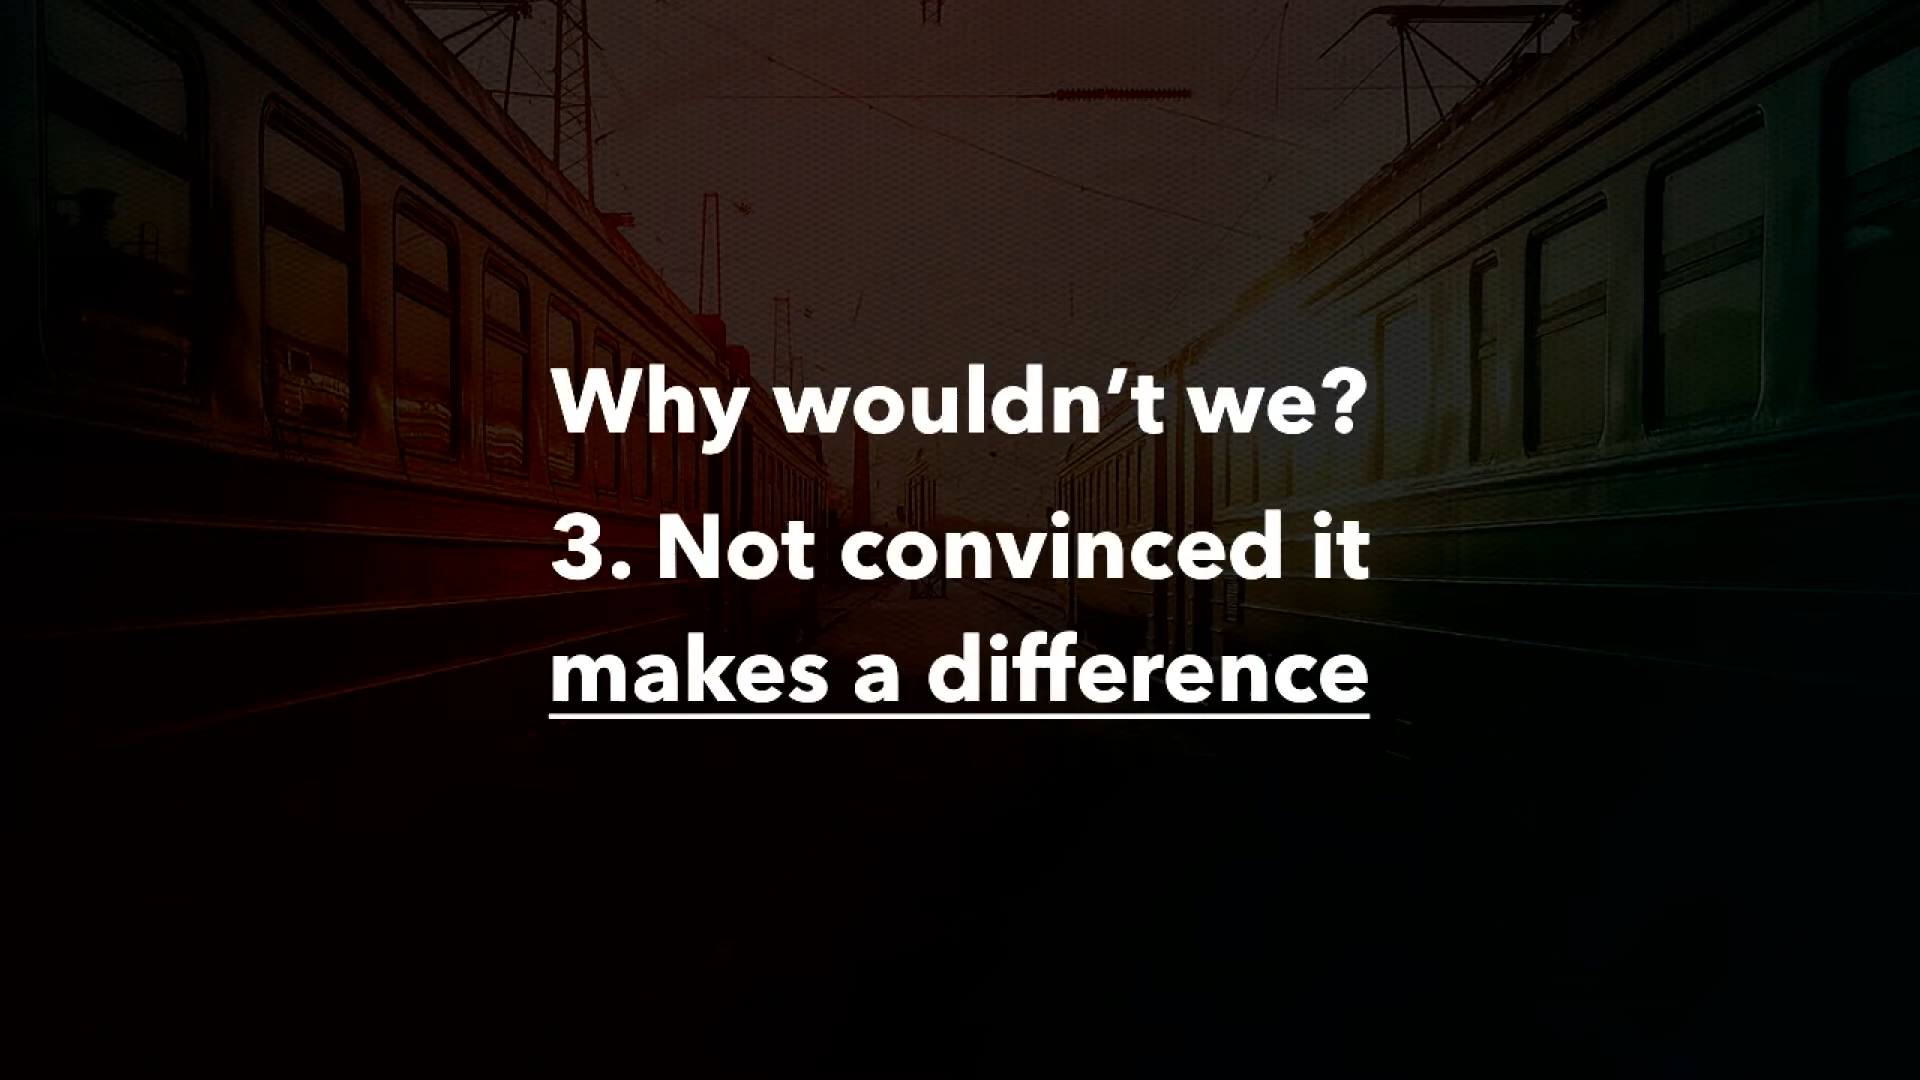 Why wouldn’t we?
3. Not convinced it
makes a difference